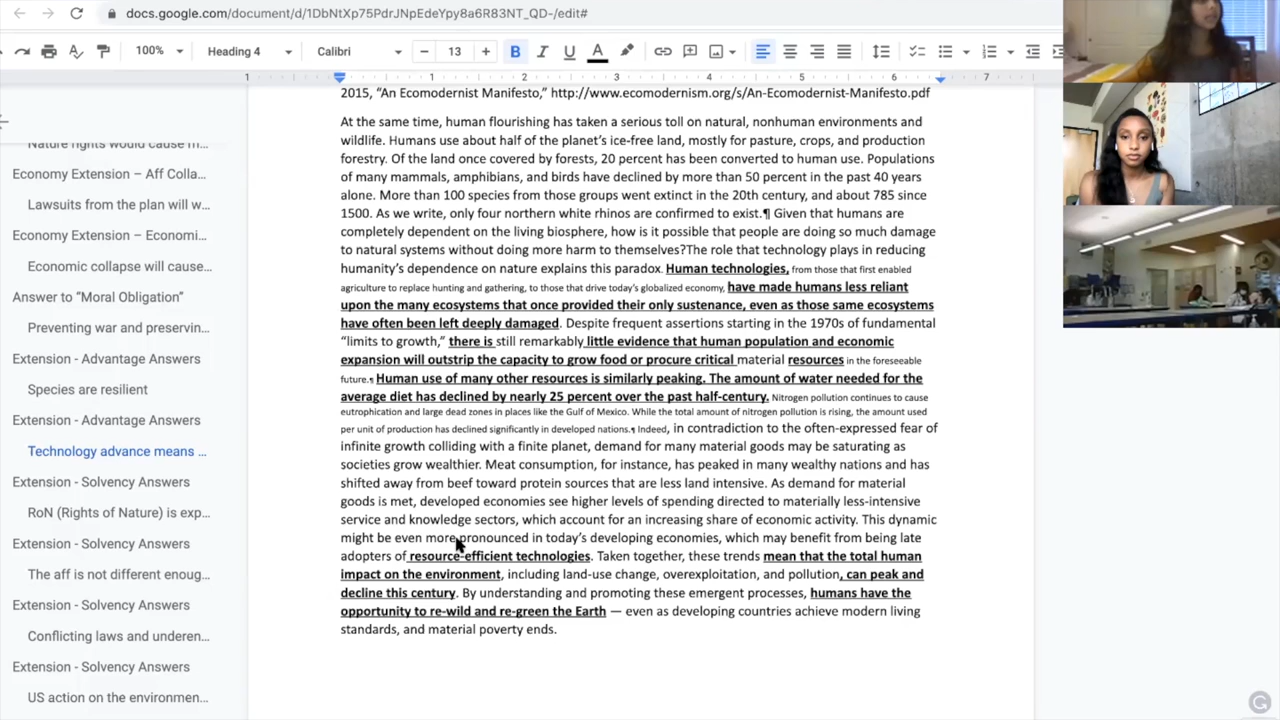 docs.google.com/document/d/1DbNtXp75PdrJNpEdeYpy8a6R83NT_QD-/edit#
100%
Heading 4
Calibri
13
B I U A
1 1 2 3 4 5 6 7
Nature rights would cause m...
Economy Extension – Aff Colla...
Lawsuits from the plan will w...
Economy Extension – Economi...
Economic collapse will cause...
Answer to “Moral Obligation”
Preventing war and preservin...
Extension - Advantage Answers
Species are resilient
Extension - Advantage Answers
Technology advance means ...
Extension - Solvency Answers
RoN (Rights of Nature) is exp...
Extension - Solvency Answers
The aff is not different enoug...
Extension - Solvency Answers
Conflicting laws and underen...
Extension - Solvency Answers
US action on the environmen...
2015, “An Ecomodernist Manifesto,” http://www.ecomodernism.org/s/An-Ecomodernist-Manifesto.pdf
At the same time, human flourishing has taken a serious toll on natural, nonhuman environments and
wildlife. Humans use about half of the planet’s ice-free land, mostly for pasture, crops, and production
forestry. Of the land once covered by forests, 20 percent has been converted to human use. Populations
of many mammals, amphibians, and birds have declined by more than 50 percent in the past 40 years
alone. More than 100 species from those groups went extinct in the 20th century, and about 785 since
1500. As we write, only four northern white rhinos are confirmed to exist.¶ Given that humans are
completely dependent on the living biosphere, how is it possible that people are doing so much damage
to natural systems without doing more harm to themselves?The role that technology plays in reducing
humanity’s dependence on nature explains this paradox. Human technologies, from those that first enabled
agriculture to replace hunting and gathering, to those that drive today’s globalized economy, have made humans less reliant
upon the many ecosystems that once provided their only sustenance, even as those same ecosystems
have often been left deeply damaged. Despite frequent assertions starting in the 1970s of fundamental
“limits to growth,” there is still remarkably little evidence that human population and economic
expansion will outstrip the capacity to grow food or procure critical material resources in the foreseeable
future.¶ Human use of many other resources is similarly peaking. The amount of water needed for the
average diet has declined by nearly 25 percent over the past half-century. Nitrogen pollution continues to cause
eutrophication and large dead zones in places like the Gulf of Mexico. While the total amount of nitrogen pollution is rising, the amount used
per unit of production has declined significantly in developed nations.¶ Indeed, in contradiction to the often-expressed fear of
infinite growth colliding with a finite planet, demand for many material goods may be saturating as
societies grow wealthier. Meat consumption, for instance, has peaked in many wealthy nations and has
shifted away from beef toward protein sources that are less land intensive. As demand for material
goods is met, developed economies see higher levels of spending directed to materially less-intensive
service and knowledge sectors, which account for an increasing share of economic activity. This dynamic
might be even more pronounced in today’s developing economies, which may benefit from being late
adopters of resource-efficient technologies. Taken together, these trends mean that the total human
impact on the environment, including land-use change, overexploitation, and pollution, can peak and
decline this century. By understanding and promoting these emergent processes, humans have the
opportunity to re-wild and re-green the Earth — even as developing countries achieve modern living
standards, and material poverty ends.